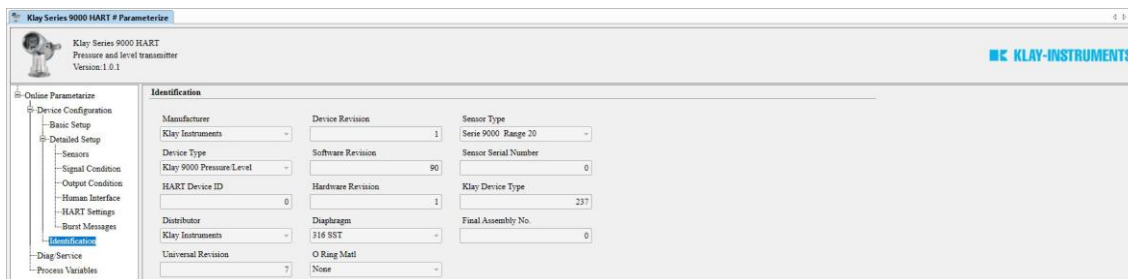 Klay Series 9000 HART # Parameterize
Klay Series 9000 HART
Pressure and level transmitter
Version:1.0.1
KLAY-INSTRUMENTS
Online Parametarize
Device Configuration
Basic Setup
Detailed Setup
Sensors
Signal Condition
Output Condition
Human Interface
HART Settings
Burst Messages
Identification
Diag/Service
Process Variables
Identification
Manufacturer Device Revision Sensor Type
Klay Instruments 1 Serie 9000 Range 20
Device Type Software Revision Sensor Serial Number
Klay 9000 Pressure/Level 90 0
HART Device ID Hardware Revision Klay Device Type
0 1 237
Distributor Diaphragm Final Assembly No.
Klay Instruments 316 SST 0
Universal Revision O Ring Matl
7 None